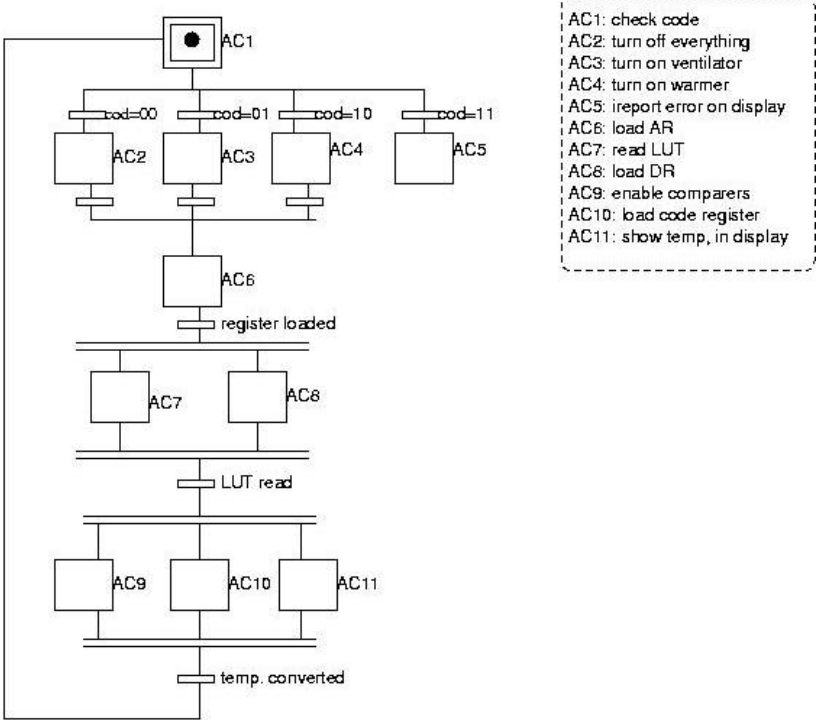 AC1
AC1: check code
AC2: turn off everything
AC3: turn on ventilator
AC4: turn on warmer
AC5: ireport error on display
AC6: load AR
AC7: read LUT
AC8: load DR
AC9: enable comparers
AC10: load code register
AC11: show temp, in display
cod=00
cod=01
cod=10
cod=11
AC2
AC3
AC4
AC5
AC6
register loaded
AC7
AC8
LUT read
AC9
AC10
AC11
temp. converted